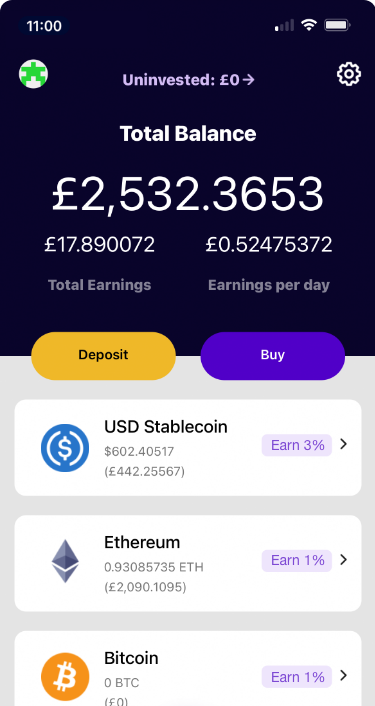 11:00
Uninvested: £0→
Total Balance
£2,532.3653
£17.890072 £0.52475372
Total Earnings Earnings per day
Deposit Buy
USD Stablecoin
$602.40517
(£442.25567)
Earn 3%
Ethereum
0.93085735 ETH
(£2,090.1095)
Earn 1%
Bitcoin
0 BTC
(£0)
Earn 1%